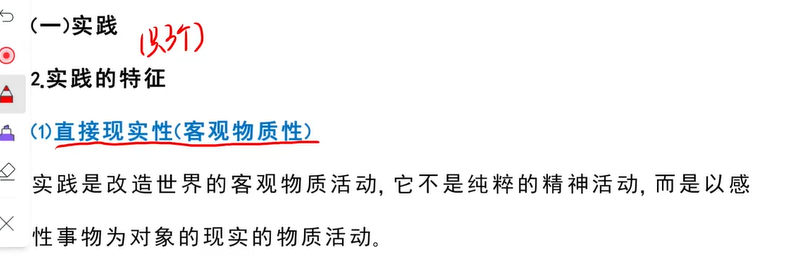 (一)实践
(只3个)
2.实践的特征
(1)直接现实性(客观物质性)
实践是改造世界的客观物质活动,它不是纯粹的精神活动,而是以感
性事物为对象的现实的物质活动。